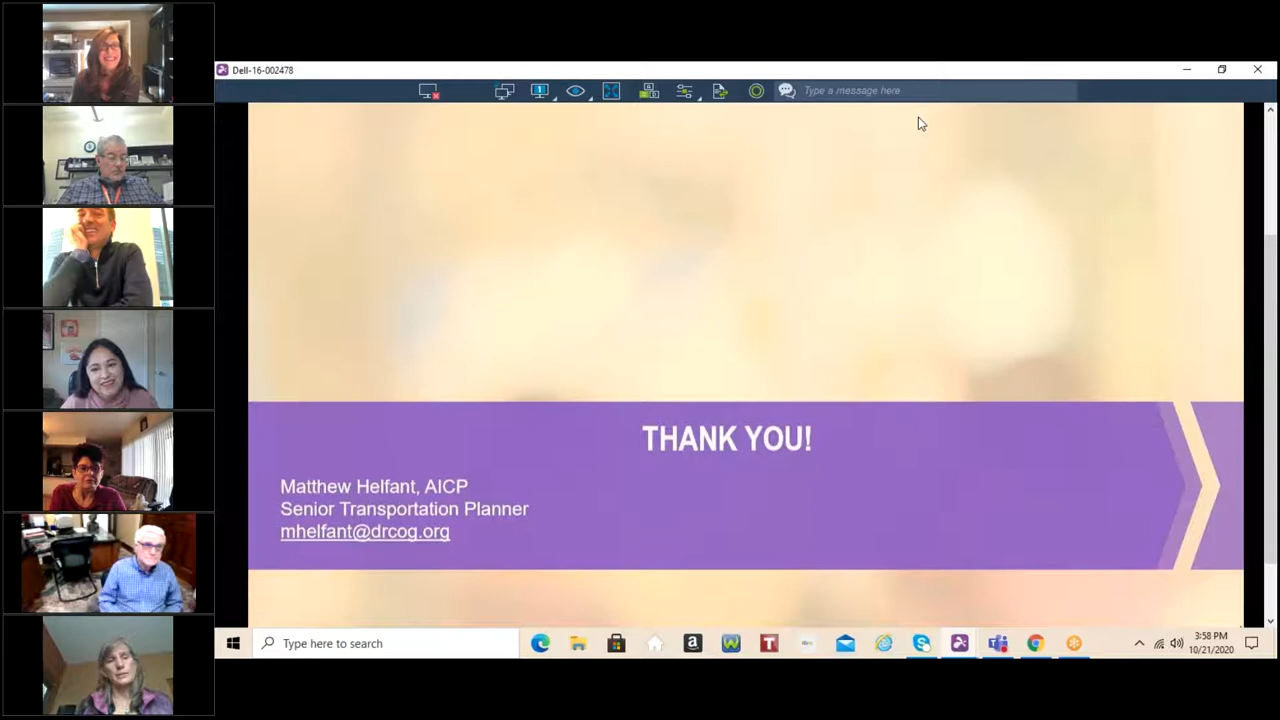 Dell-16-002478
1
Type a message here
THANK YOU!
Matthew Helfant, AICP
Senior Transportation Planner
mhelfant@drcog.org
Type here to search
3:58 PM
10/21/2020